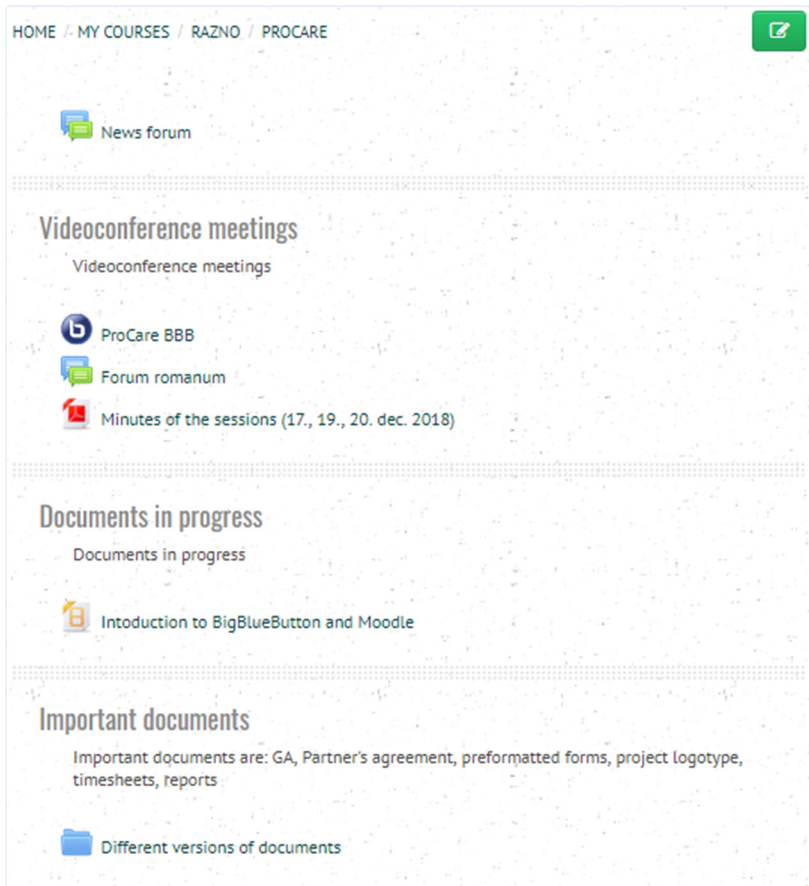 HOME / MY COURSES / RAZNO / PROCARE
News forum
Videoconference meetings
Videoconference meetings
ProCare BBB
Forum romanum
Minutes of the sessions (17., 19., 20. dec. 2018)
Documents in progress
Documents in progress
Intoduction to BigBlueButton and Moodle
Important documents
Important documents are: GA, Partner's agreement, preformatted forms, project logotype,
timesheets, reports
Different versions of documents